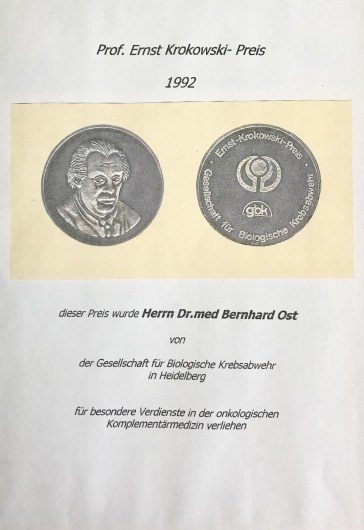 Prof. Ernst Krokowski- Preis
1992
Ernst-Krokowski-Preis
Gesellschaft für Biologische Krebsabwehr
gbk
dieser Preis wurde Herrn Dr.med Bernhard Ost
von
der Gesellschaft für Biologische Krebsabwehr
in Heidelberg
für besondere Verdienste in der onkologischen
Komplementärmedizin verliehen